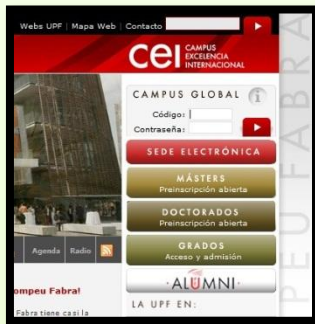 Webs UPF | Mapa Web | Contacto
cei CAMPUS
EXCELENCIA
INTERNACIONAL
CAMPUS GLOBAL i
Código:
Contraseña:
SEDE ELECTRÓNICA
MÁSTERS
Preinscripción abierta
DOCTORADOS
Preinscripción abierta
GRADOS
Acceso y admisión
Agenda Radio
·ALUMNI·
LA UPF EN:
ompeu Fabra!
Fabra tiene casi la
PEU FABRA